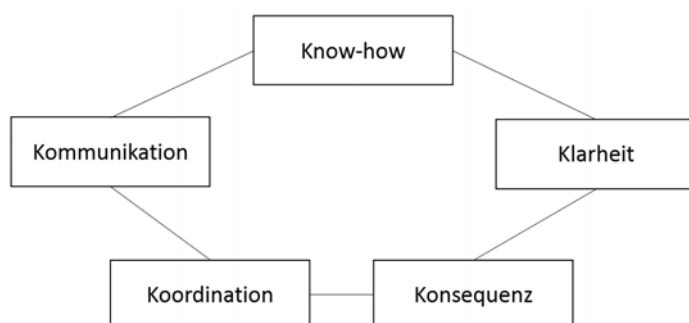 Know-how
Kommunikation
Klarheit
Koordination
Konsequenz